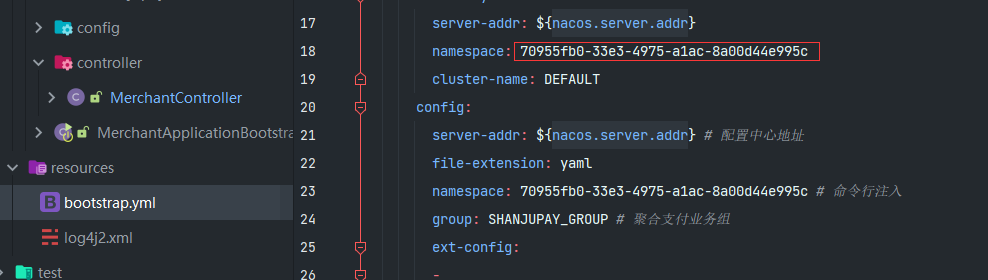 config
controller
MerchantController
MerchantApplicationBootstra
resources
bootstrap.yml
log4j2.xml
test
17 server-addr: ${nacos.server.addr}
18 namespace: 70955fb0-33e3-4975-a1ac-8a00d44e995c
19 cluster-name: DEFAULT
20 config:
21 server-addr: ${nacos.server.addr} # 配置中心地址
22 file-extension: yaml
23 namespace: 70955fb0-33e3-4975-a1ac-8a00d44e995c # 命令行注入
24 group: SHANJUPAY_GROUP # 聚合支付业务组
25 ext-config:
26 -